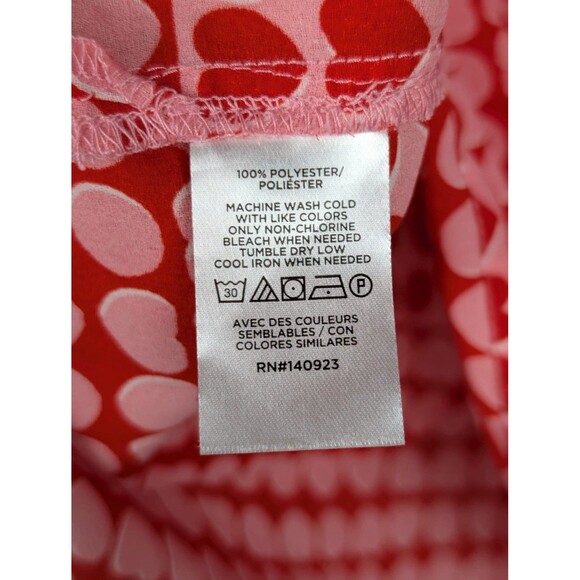 100% POLYESTER/
POLIÉSTER
MACHINE WASH COLD
WITH LIKE COLORS
ONLY NON-CHLORINE
BLEACH WHEN NEEDED
TUMBLE DRY LOW
COOL IRON WHEN NEEDED
30 P
AVEC DES COULEURS
SEMBLABLES / CON
COLORES SIMILARES
RN#140923